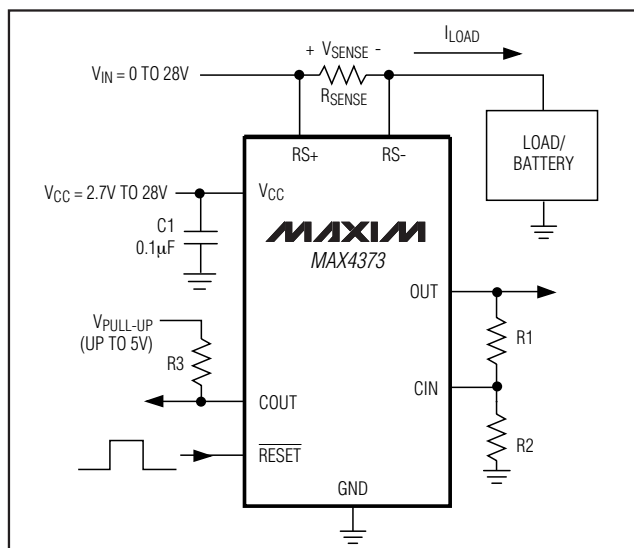 + VSENSE -
ILOAD
VIN = 0 TO 28V
RSENSE
RS+ RS-
LOAD/
BATTERY
VCC = 2.7V TO 28V
VCC
C1
0.1μF
MAXIM
MAX4373
OUT
VPULL-UP
(UP TO 5V)
R3
R1
COUT
CIN
RESET
R2
GND